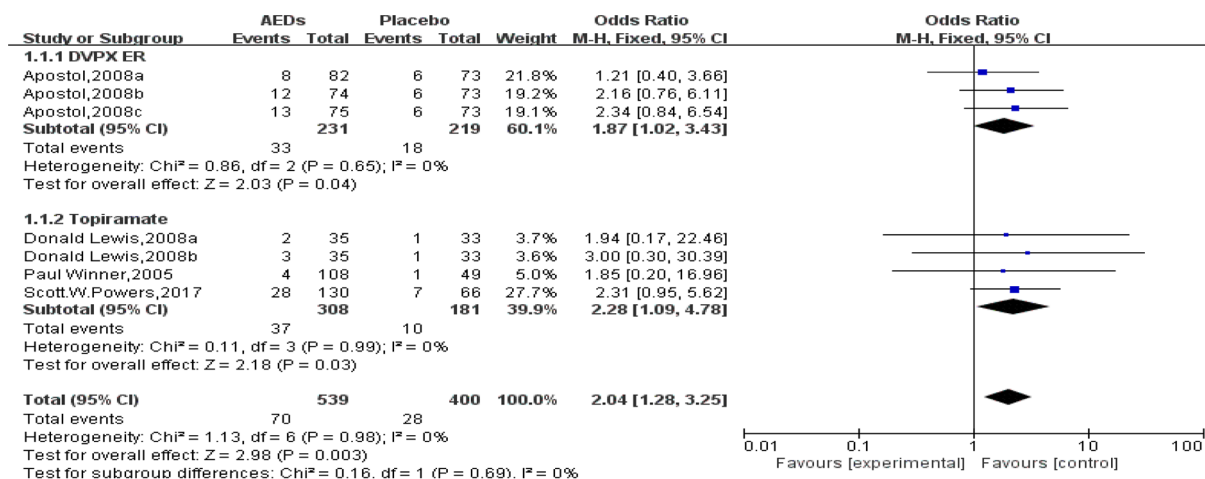 AEDs Placebo Odds Ratio Odds Ratio
Study or Subgroup Events Total Events Total Weight M-H, Fixed, 95% CI M-H, Fixed, 95% CI
1.1.1 DVPX ER
Apostol,2008a 8 82 6 73 21.8% 1.21 [0.40, 3.66]
Apostol,2008b 12 74 6 73 19.2% 2.16 [0.76, 6.11]
Apostol,2008c 13 75 6 73 19.1% 2.34 [0.84, 6.54]
Subtotal (95% CI) 231 219 60.1% 1.87 [1.02, 3.43]
Total events 33 18
Heterogeneity: Chi² = 0.86, df = 2 (P = 0.65); I² = 0%
Test for overall effect: Z = 2.03 (P = 0.04)
1.1.2 Topiramate
Donald Lewis,2008a 2 35 1 33 3.7% 1.94 [0.17, 22.46]
Donald Lewis,2008b 3 35 1 33 3.6% 3.00 [0.30, 30.39]
Paul Winner,2005 4 108 1 49 5.0% 1.85 [0.20, 16.96]
Scott.W.Powers,2017 28 130 7 66 27.7% 2.31 [0.95, 5.62]
Subtotal (95% CI) 308 181 39.9% 2.28 [1.09, 4.78]
Total events 37 10
Heterogeneity: Chi² = 0.11, df = 3 (P = 0.99); I² = 0%
Test for overall effect: Z = 2.18 (P = 0.03)
Total (95% CI) 539 400 100.0% 2.04 [1.28, 3.25]
Total events 70 28
Heterogeneity: Chi² = 1.13, df = 6 (P = 0.98); I² = 0%
Test for overall effect: Z = 2.98 (P = 0.003)
Test for subgroup differences: Chi² = 0.16, df = 1 (P = 0.69), I² = 0%
0.01 0.1 1 10 100
Favours [experimental] Favours [control]